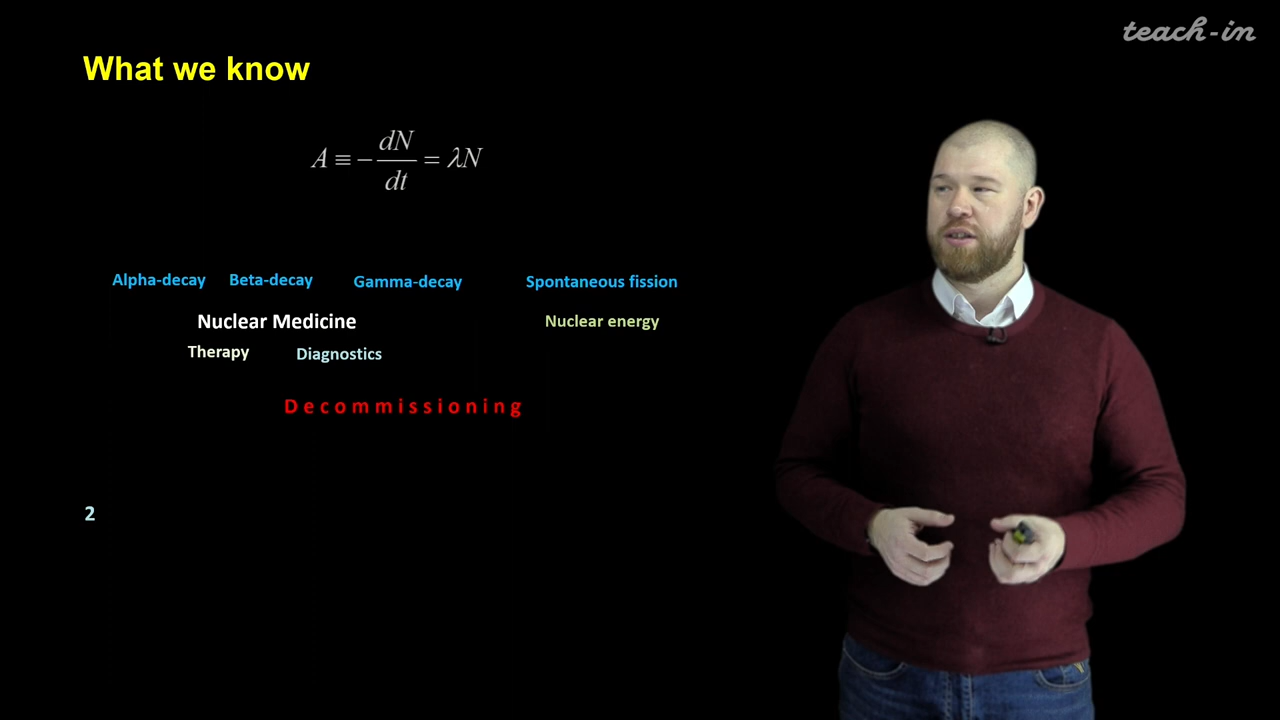 teach-in
What we know
A ≡ − dN/dt = λN
Alpha-decay Beta-decay Gamma-decay Spontaneous fission
Nuclear Medicine Nuclear energy
Therapy Diagnostics
Decommissioning
2